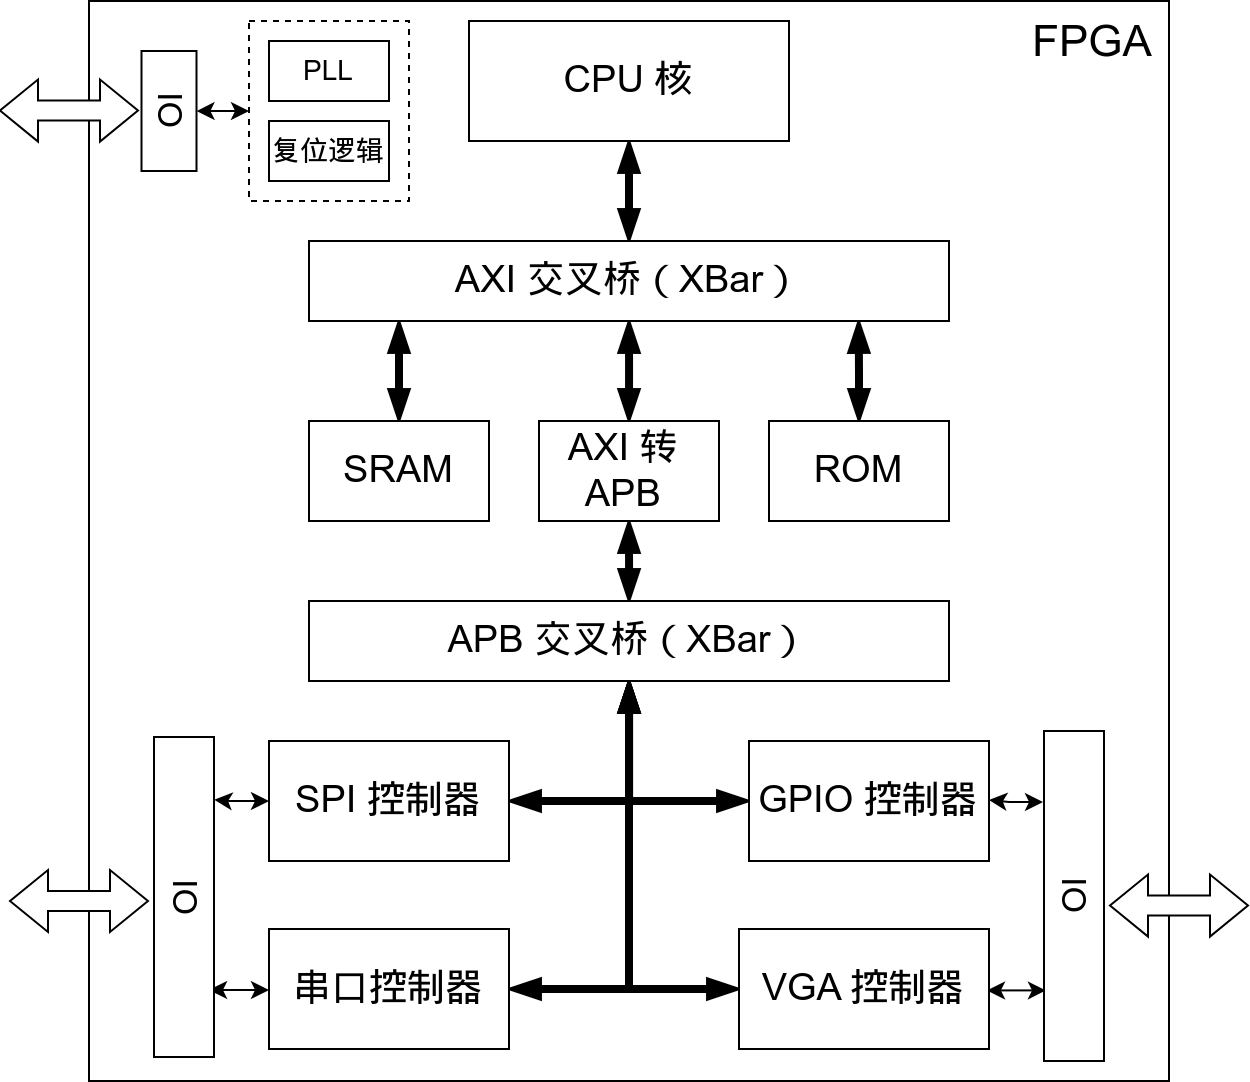 FPGA
PLL
IO
复位逻辑
CPU 核
AXI 交叉桥（XBar）
SRAM
AXI 转
APB
ROM
APB 交叉桥（XBar）
SPI 控制器
GPIO 控制器
IO
IO
串口控制器
VGA 控制器